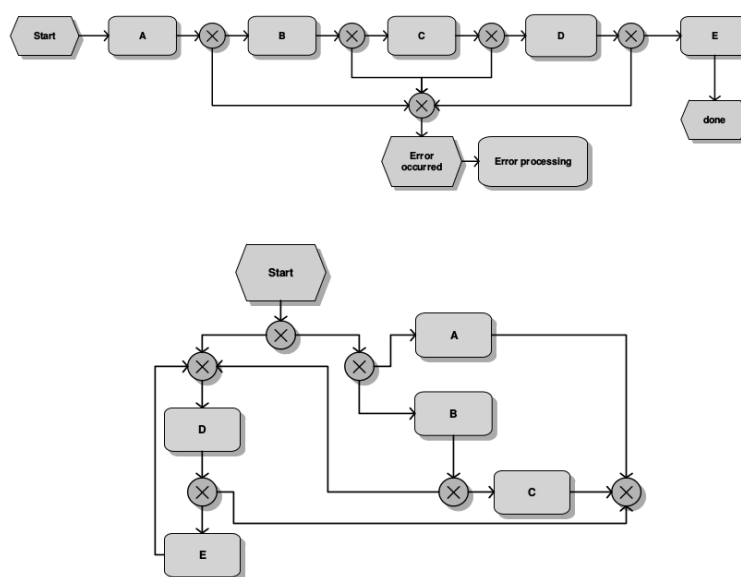 Start
A
B
C
D
E
done
Error
occurred
Error processing
Start
A
B
C
D
E